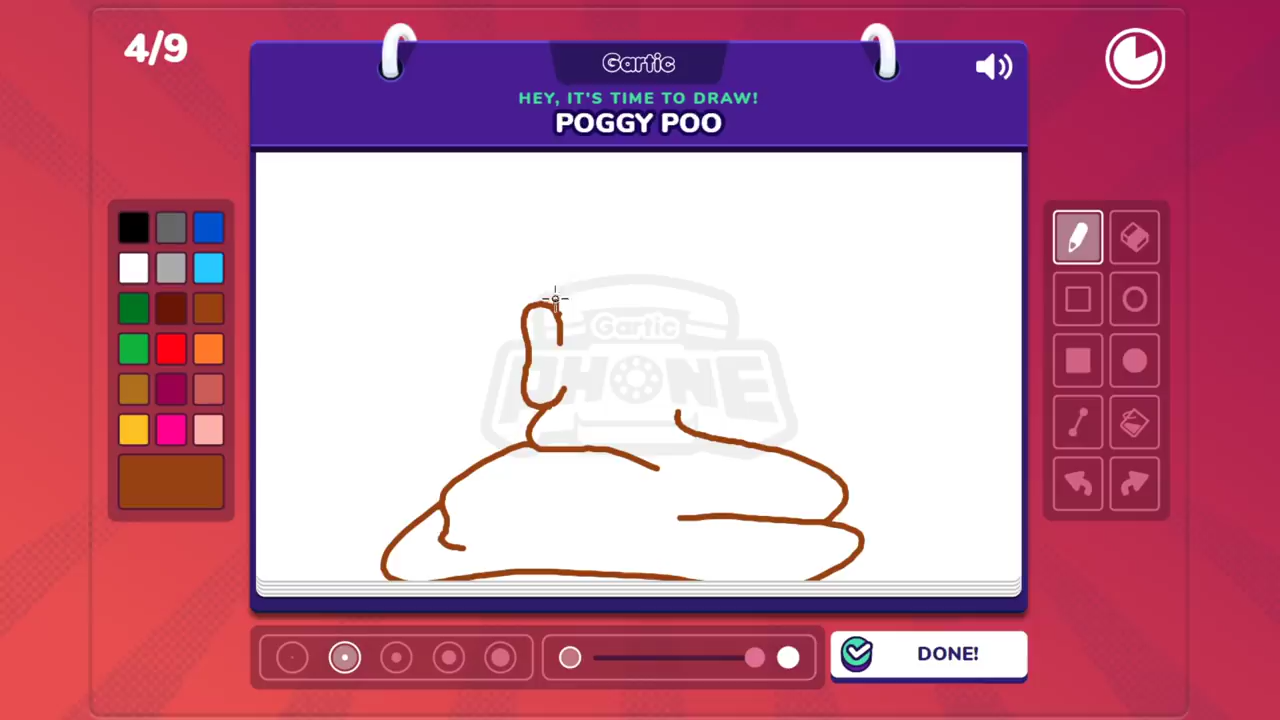 4/9
Gartic
HEY, IT'S TIME TO DRAW!
POGGY POO
Gartic
PHONE
DONE!